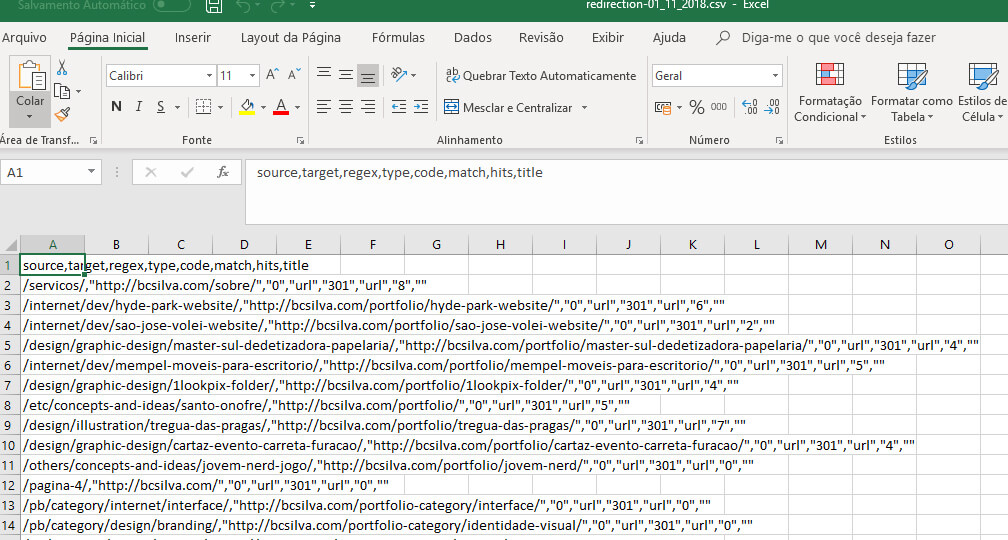 Salvamento Automático
redirection-01_11_2018.csv - Excel
Arquivo Página Inicial Inserir Layout da Página Fórmulas Dados Revisão Exibir Ajuda Diga-me o que você deseja fazer
Colar
Calibri 11 A A
N I S A
ab Quebrar Texto Automaticamente
Mesclar e Centralizar
Geral
% 000
Formatação Condicional
Formatar como Tabela
Estilos de Célula
Área de Transf... Fonte Alinhamento Número Estilos
A1 fx source,target,regex,type,code,match,hits,title
A B C D E F G H I J K L M N O
1 source,target,regex,type,code,match,hits,title
2 /servicos/,"http://bcsilva.com/sobre/","0","url","301","url","8",""
3 /internet/dev/hyde-park-website/,"http://bcsilva.com/portfolio/hyde-park-website/","0","url","301","url","6",""
4 /internet/dev/sao-jose-volei-website/,"http://bcsilva.com/portfolio/sao-jose-volei-website/","0","url","301","url","2",""
5 /design/graphic-design/master-sul-dedetizadora-papelaria/,"http://bcsilva.com/portfolio/master-sul-dedetizadora-papelaria/","0","url","301","url","4",""
6 /internet/dev/mempel-moveis-para-escritorio/,"http://bcsilva.com/portfolio/mempel-moveis-para-escritorio/","0","url","301","url","5",""
7 /design/graphic-design/1lookpix-folder/,"http://bcsilva.com/portfolio/1lookpix-folder/","0","url","301","url","4",""
8 /etc/concepts-and-ideas/santo-onofre/,"http://bcsilva.com/portfolio/","0","url","301","url","5",""
9 /design/illustration/tregua-das-pragas/,"http://bcsilva.com/portfolio/tregua-das-pragas/","0","url","301","url","7",""
10 /design/graphic-design/cartaz-evento-carreta-furacao/,"http://bcsilva.com/portfolio/cartaz-evento-carreta-furacao/","0","url","301","url","4",""
11 /others/concepts-and-ideas/jovem-nerd-jogo/,"http://bcsilva.com/portfolio/jovem-nerd/","0","url","301","url","0",""
12 /pagina-4/,"http://bcsilva.com/","0","url","301","url","0",""
13 /pb/category/internet/interface/,"http://bcsilva.com/portfolio-category/interface/","0","url","301","url","0",""
14 /pb/category/design/branding/,"http://bcsilva.com/portfolio-category/identidade-visual/","0","url","301","url","0",""